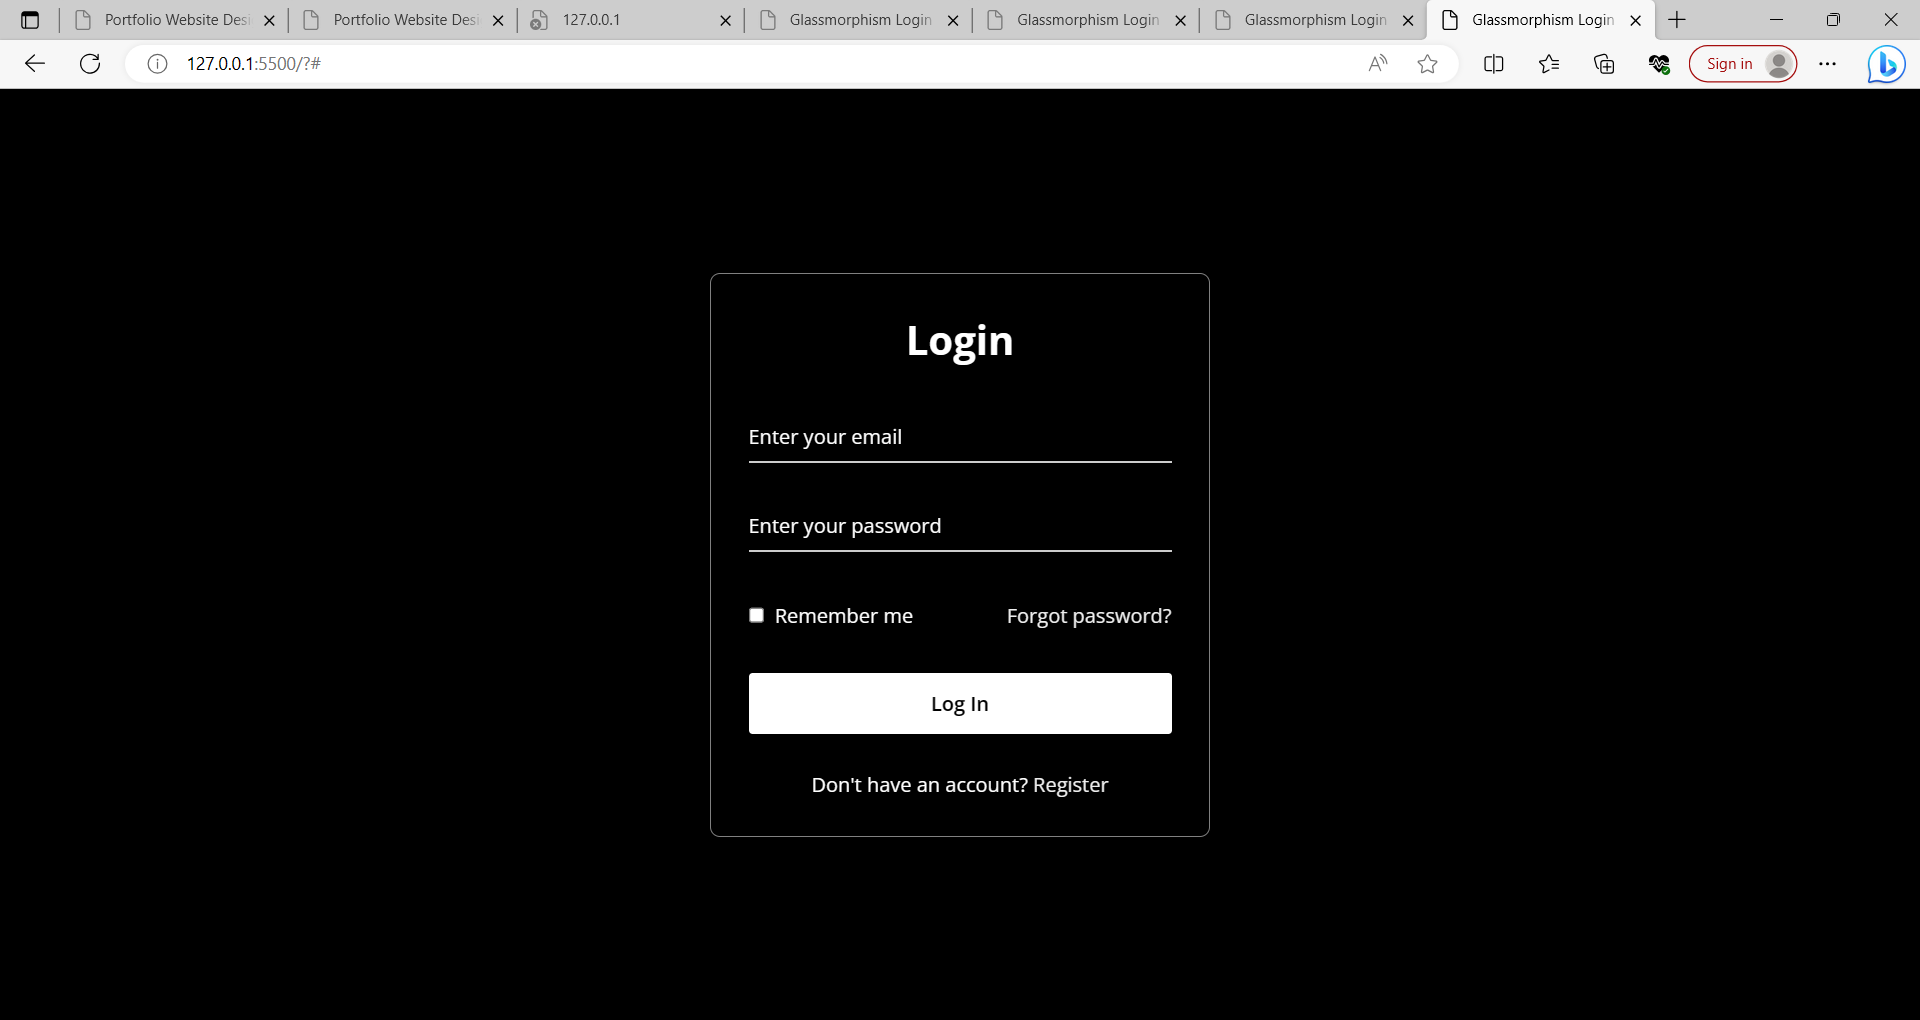 Portfolio Website Desi
Portfolio Website Desi
127.0.0.1
Glassmorphism Login
Glassmorphism Login
Glassmorphism Login
Glassmorphism Login
127.0.0.1:5500/?#
Sign in
Login
Enter your email
Enter your password
Remember me
Forgot password?
Log In
Don't have an account? Register